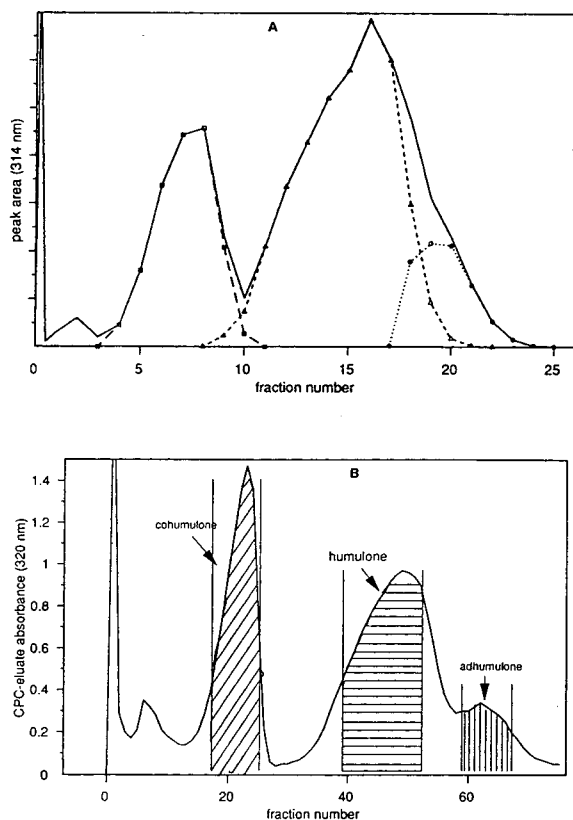 A
peak area (314 nm)
0 5 10 15 20 25
fraction number
B
CPC-eluate absorbance (320 nm)
1.4
1.2
1
0.8
0.6
0.4
0.2
0
cohumulone
humulone
adhumulone
0 20 40 60
fraction number